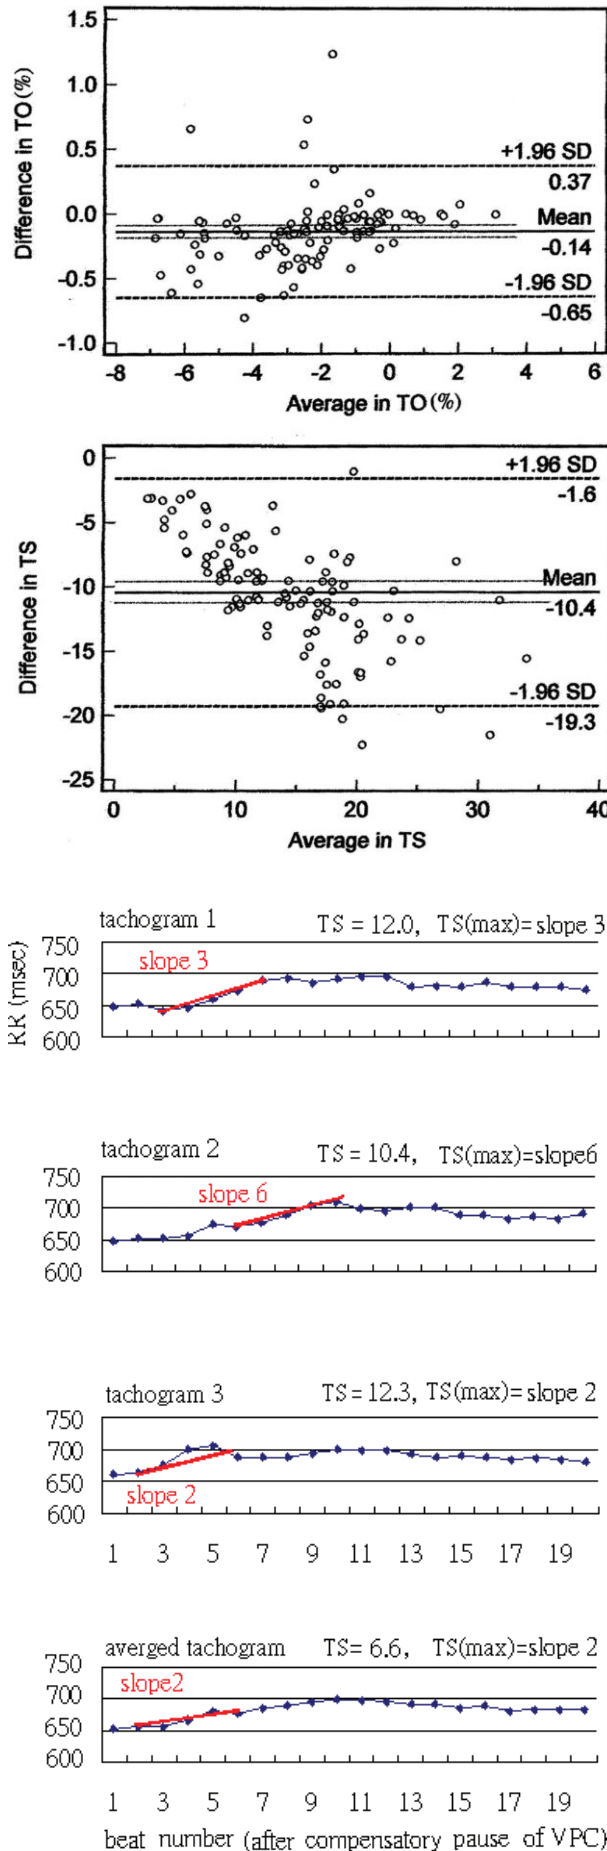 1.5
1.0
0.5
0.0
-0.5
-1.0
Difference in TO(%)
+1.96 SD
0.37
Mean
-0.14
-1.96 SD
-0.65
-8 -6 -4 -2 0 2 4 6
Average in TO(%)
0
-5
-10
-15
-20
-25
Difference in TS
+1.96 SD
-1.6
Mean
-10.4
-1.96 SD
-19.3
0 10 20 30 40
Average in TS
tachogram 1 TS = 12.0, TS(max)=slope 3
RR (msec)
750
700
650
600
slope 3
tachogram 2 TS = 10.4, TS(max)=slope6
750
700
650
600
slope 6
tachogram 3 TS = 12.3, TS(max)= slope 2
750
700
650
600
slope 2
1 3 5 7 9 11 13 15 17 19
averged tachogram TS= 6.6, TS(max)=slope 2
750
700
650
600
slope2
1 3 5 7 9 11 13 15 17 19
beat number (after compensatory pause of VPC)